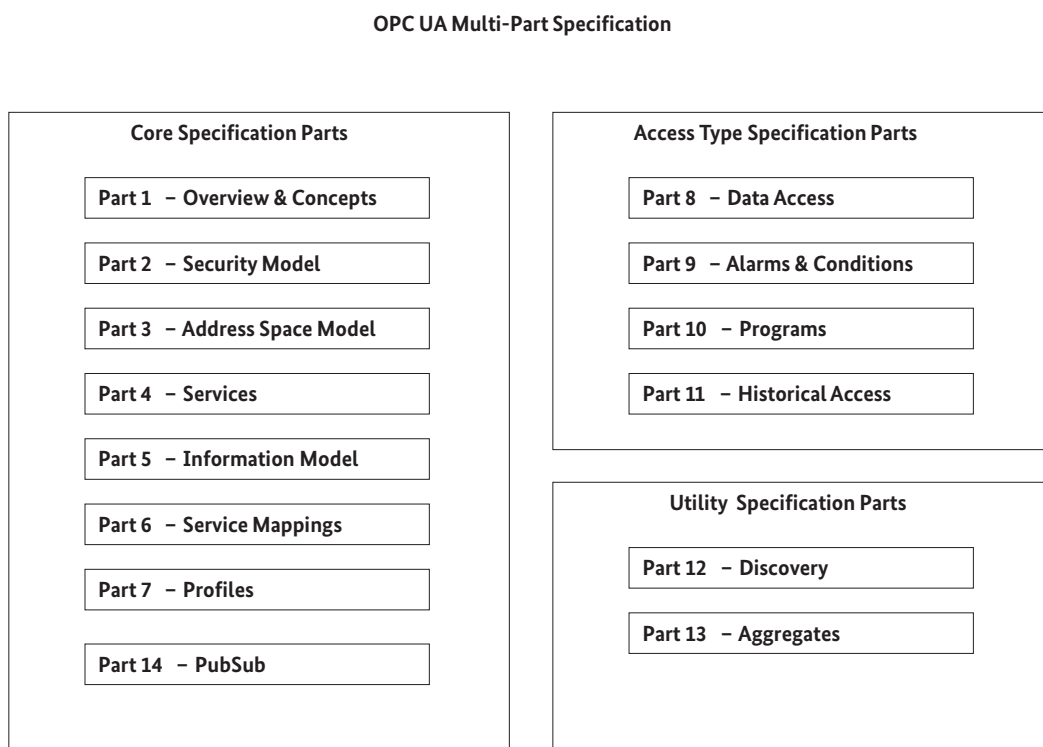 OPC UA Multi-Part Specification
Core Specification Parts
Part 1 – Overview & Concepts
Part 2 – Security Model
Part 3 – Address Space Model
Part 4 – Services
Part 5 – Information Model
Part 6 – Service Mappings
Part 7 – Profiles
Part 14 – PubSub
Access Type Specification Parts
Part 8 – Data Access
Part 9 – Alarms & Conditions
Part 10 – Programs
Part 11 – Historical Access
Utility Specification Parts
Part 12 – Discovery
Part 13 – Aggregates